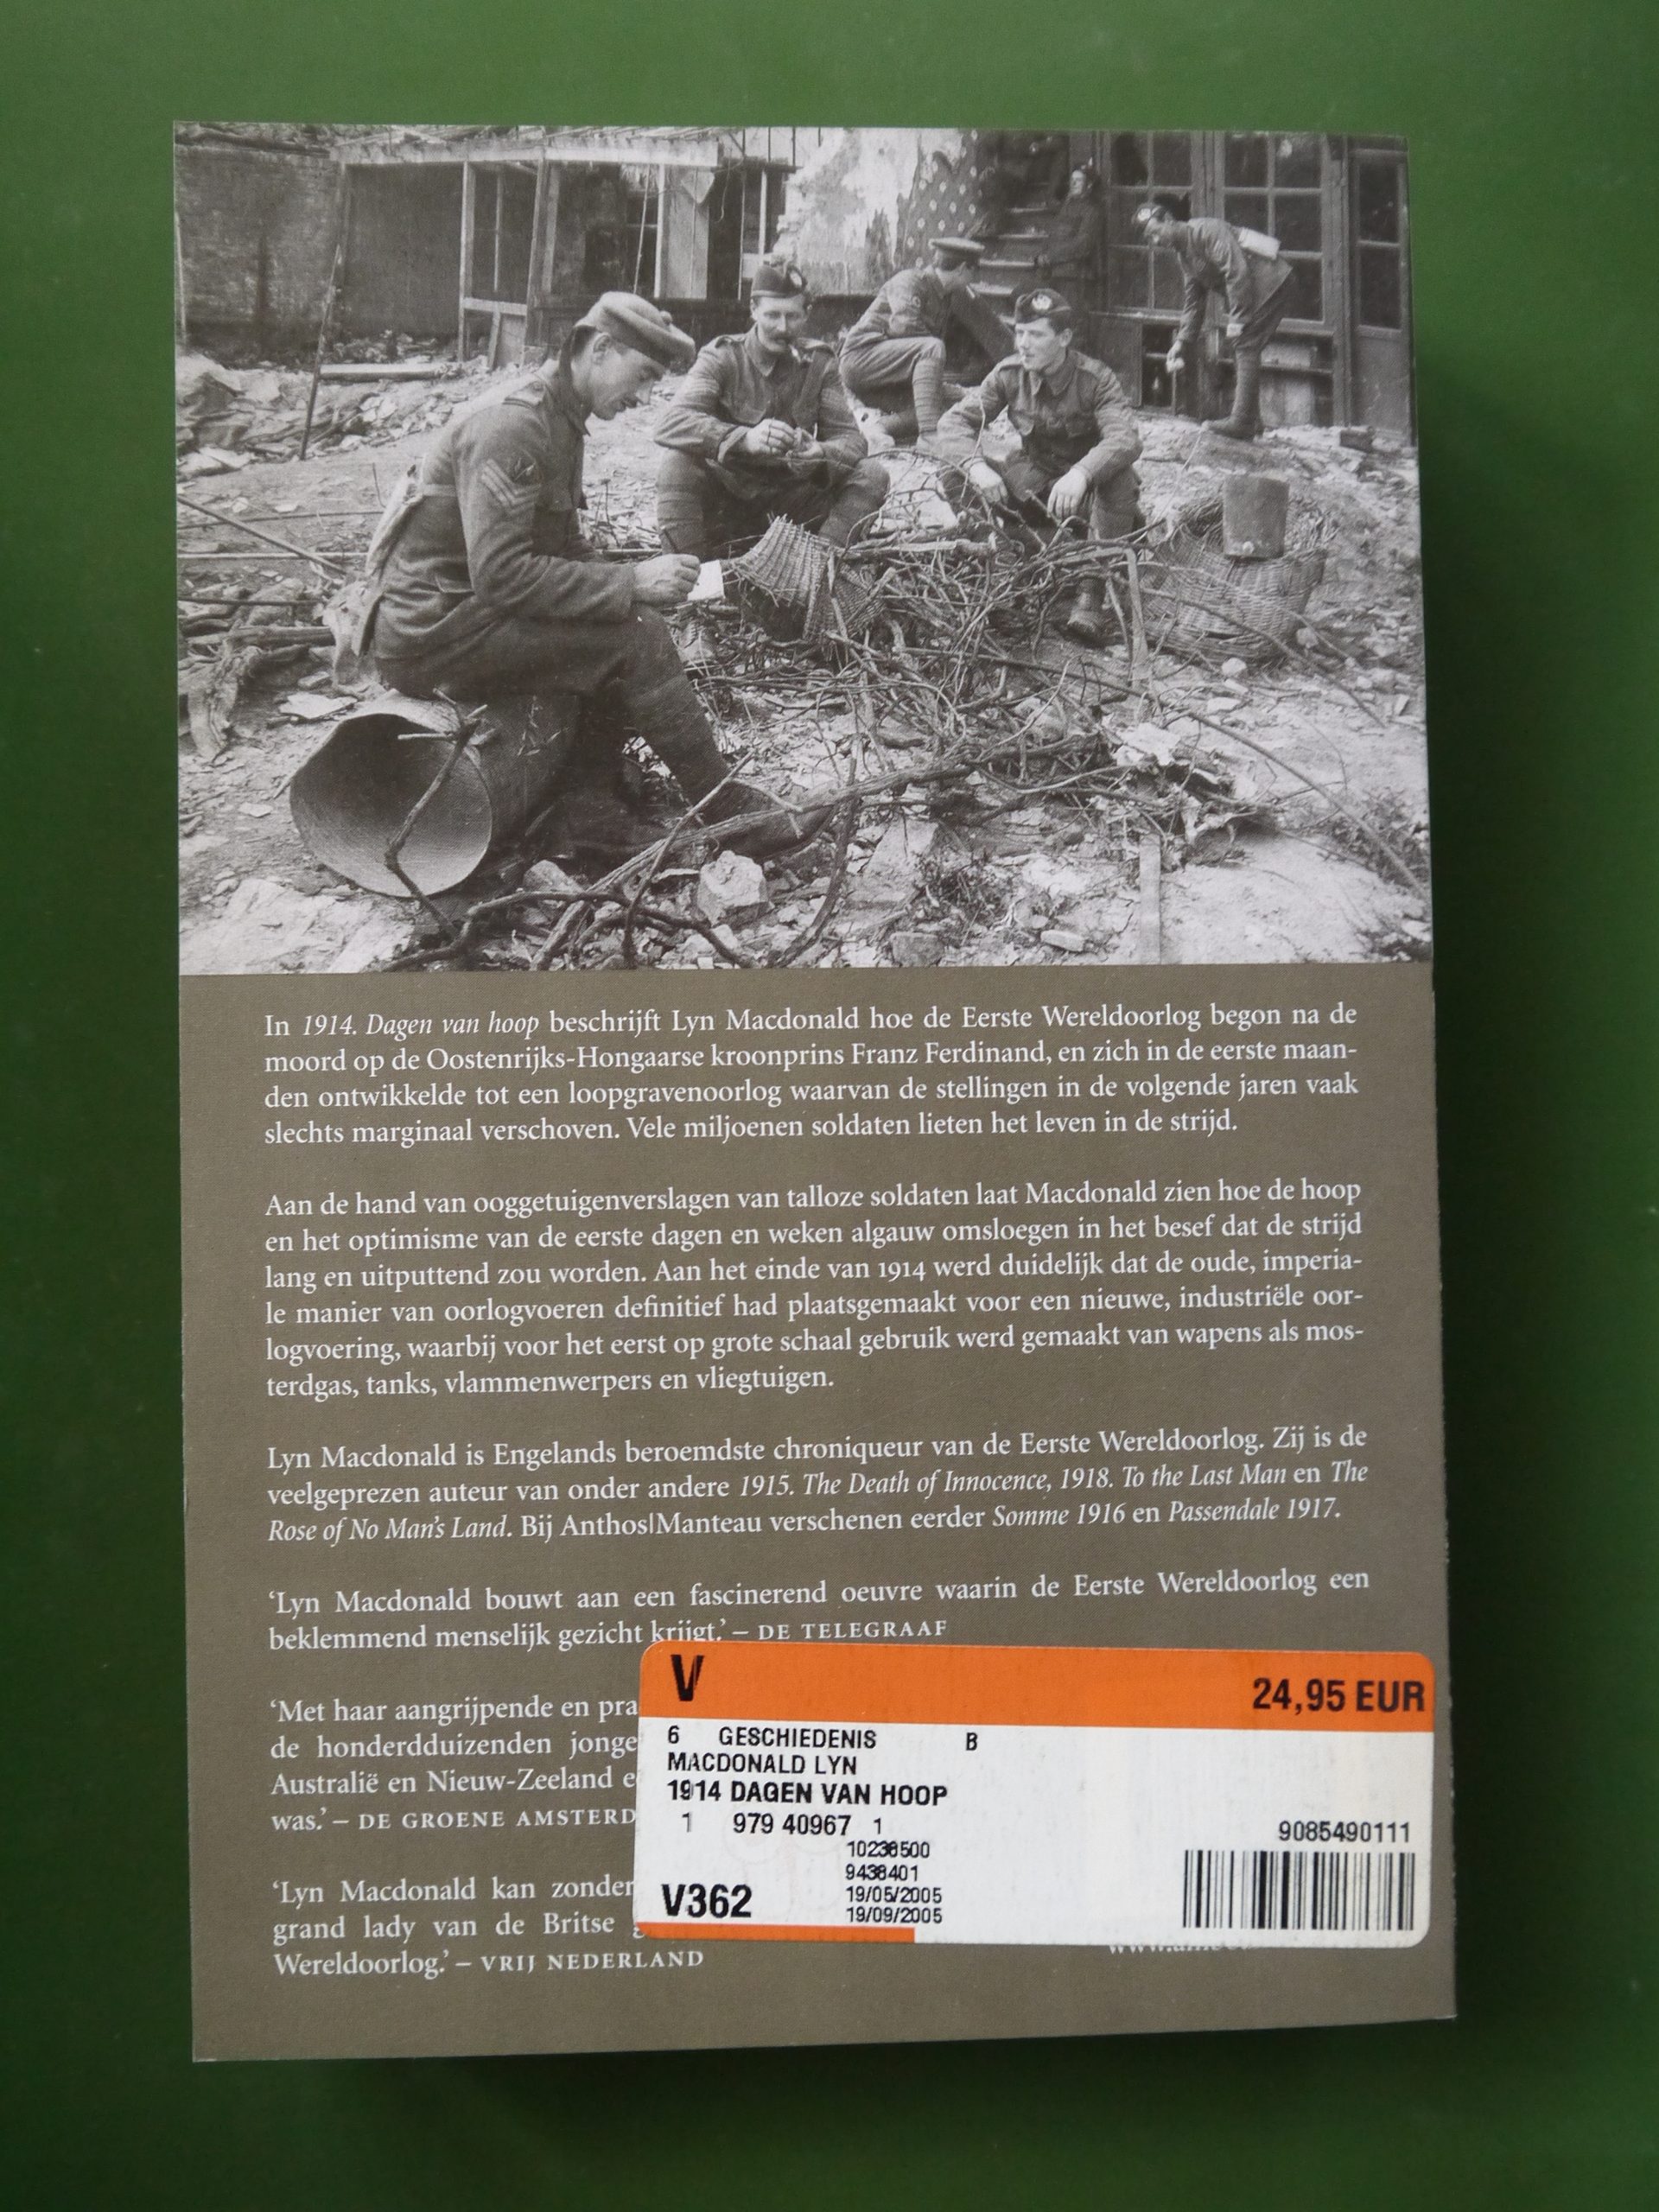 In 1914. Dagen van hoop beschrijft Lyn Macdonald hoe de Eerste Wereldoorlog begon na de
moord op de Oostenrijks-Hongaarse kroonprins Franz Ferdinand, en zich in de eerste maan-
den ontwikkelde tot een loopgravenoorlog waarvan de stellingen in de volgende jaren vaak
slechts marginaal verschoven. Vele miljoenen soldaten lieten het leven in de strijd.
Aan de hand van ooggetuigenverslagen van talloze soldaten laat Macdonald zien hoe de hoop
en het optimisme van de eerste dagen en weken algauw omsloegen in het besef dat de strijd
lang en uitputtend zou worden. Aan het einde van 1914 werd duidelijk dat de oude, imperia-
le manier van oorlogvoeren definitief had plaatsgemaakt voor een nieuwe, industriële oor-
logvoering, waarbij voor het eerst op grote schaal gebruik werd gemaakt van wapens als mos-
terdgas, tanks, vlammenwerpers en vliegtuigen.
Lyn Macdonald is Engelands beroemdste chroniqueur van de Eerste Wereldoorlog. Zij is de
veelgeprezen auteur van onder andere 1915. The Death of Innocence, 1918. To the Last Man en The
Rose of No Man's Land. Bij Anthos|Manteau verschenen eerder Somme 1916 en Passendale 1917.
'Lyn Macdonald bouwt aan een fascinerend oeuvre waarin de Eerste Wereldoorlog een
beklemmend menselijk gezicht krijgt.' – DE TELEGRAAF
'Met haar aangrijpende en pra
de honderdduizenden jonge
Australië en Nieuw-Zeeland e
was.' – DE GROENE AMSTERD
'Lyn Macdonald kan zonder
grand lady van de Britse
Wereldoorlog.' – VRIJ NEDERLAND
V 24,95 EUR
6 GESCHIEDENIS B
MACDONALD LYN
1914 DAGEN VAN HOOP
1 979 40967 1
10238500
9438401
19/05/2005
19/09/2005
V362
9085490111